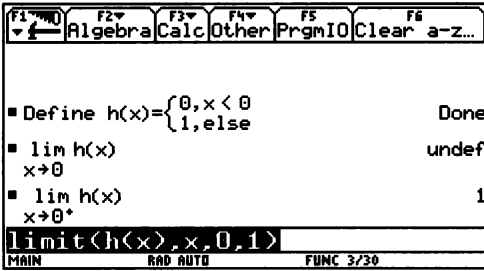 F1 F2 Algebra F3 Calc F4 Other F5 PrgmIO F6 Clear a-z...
▪ Define h(x)={0,x < 0 1,else Done
▪ lim h(x) undef
x→0
▪ lim h(x) 1
x→0⁺
limit(h(x),x,0,1)
MAIN RAD AUTO FUNC 3/30